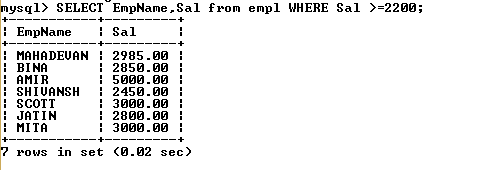 mysql> SELECT EmpName,Sal from empl WHERE Sal >=2200;
+-----------+---------+
| EmpName   | Sal     |
+-----------+---------+
| MAHADEVAN | 2985.00 |
| BINA      | 2850.00 |
| AMIR      | 5000.00 |
| SHIVANSH  | 2450.00 |
| SCOTT     | 3000.00 |
| JATIN     | 2800.00 |
| MITA      | 3000.00 |
+-----------+---------+
7 rows in set (0.02 sec)